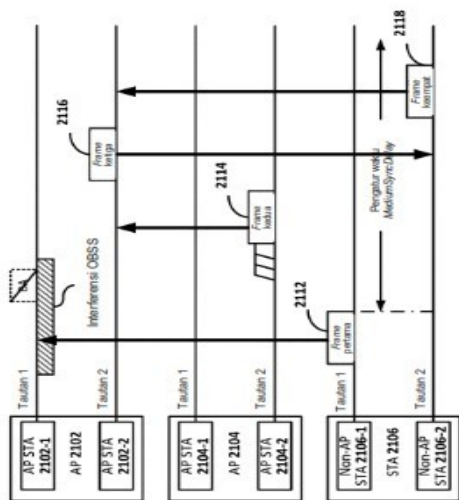 AP STA
2102-1
AP 2102
AP STA
2102-2
Tautan 1
Tautan 2
Interferensi OBSS
2116
Frame
ketiga
AP STA
2104-1
AP 2104
AP STA
2104-2
Tautan 1
Tautan 2
Frame
kedua
2114
Non-AP
STA 2106-1
STA 2106
Non-AP
STA 2106-2
Tautan 1
Tautan 2
Frame
pertama
2112
Pengatur waktu
MediumSyncDelay
Frame
keempat
2118